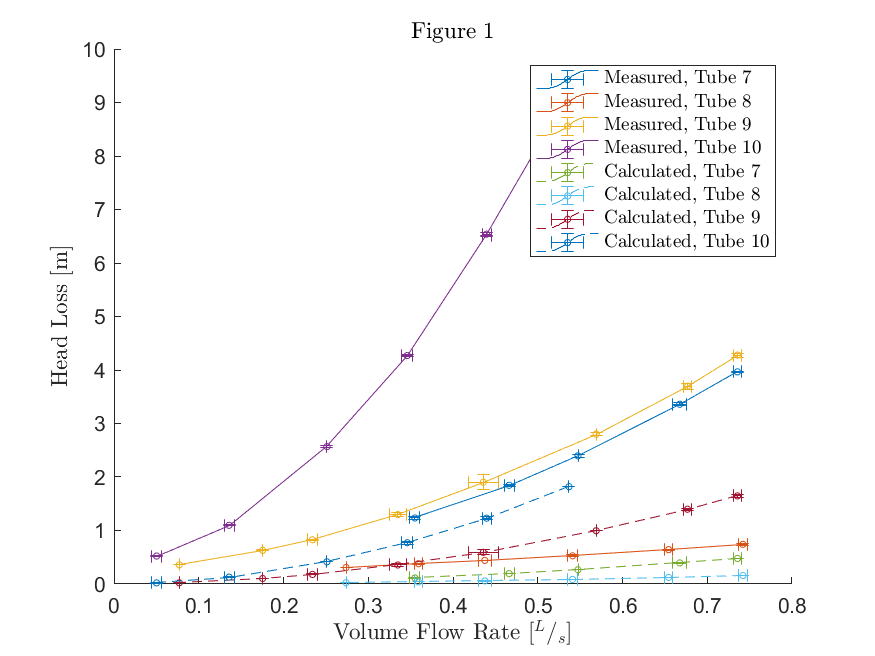 Figure 1
10
9
8
7
6
5
4
3
2
1
0
Head Loss [m]
Measured, Tube 7
Measured, Tube 8
Measured, Tube 9
Measured, Tube 10
Calculated, Tube 7
Calculated, Tube 8
Calculated, Tube 9
Calculated, Tube 10
0 0.1 0.2 0.3 0.4 0.5 0.6 0.7 0.8
Volume Flow Rate [L/s]